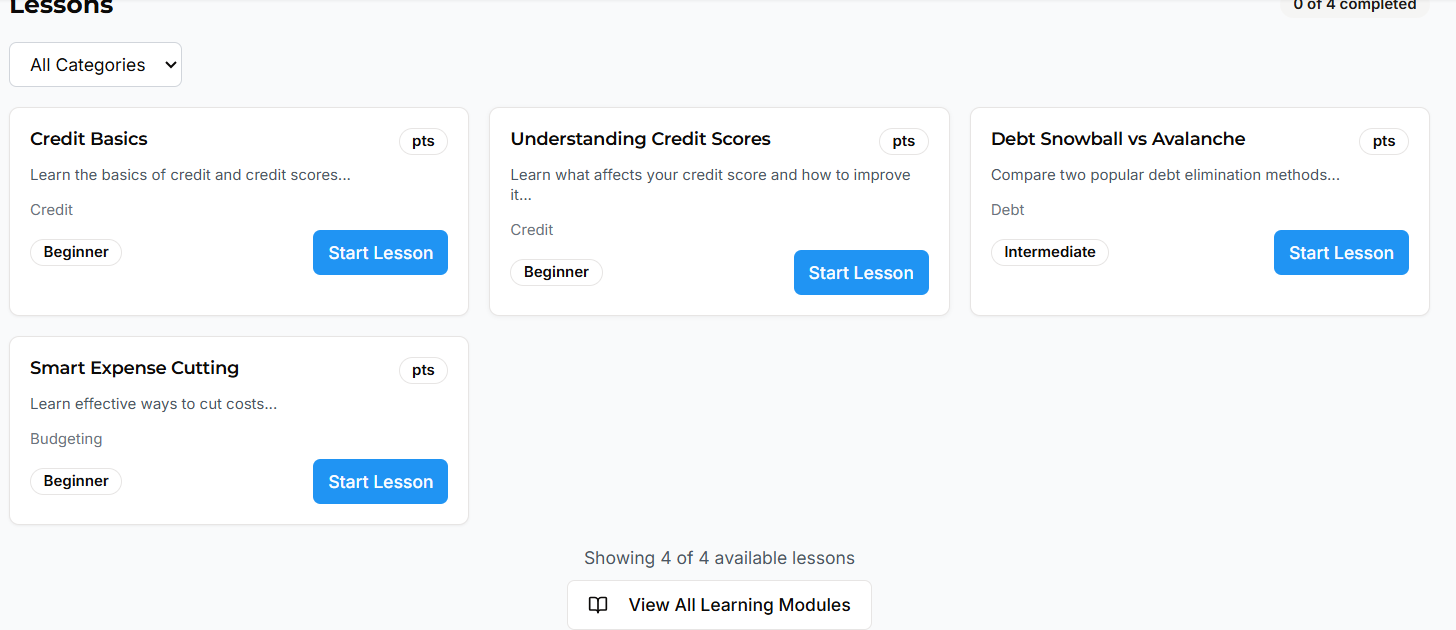 Lessons
0 of 4 completed
All Categories
Credit Basics
pts
Learn the basics of credit and credit scores...
Credit
Beginner
Start Lesson
Understanding Credit Scores
pts
Learn what affects your credit score and how to improve
it...
Credit
Beginner
Start Lesson
Debt Snowball vs Avalanche
pts
Compare two popular debt elimination methods...
Debt
Intermediate
Start Lesson
Smart Expense Cutting
pts
Learn effective ways to cut costs...
Budgeting
Beginner
Start Lesson
Showing 4 of 4 available lessons
View All Learning Modules